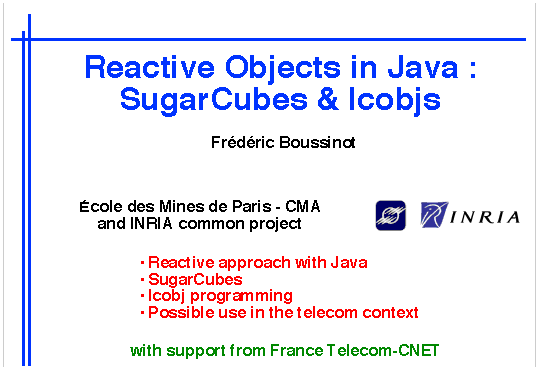 Reactive Objects in Java :
SugarCubes & Icobjs
Frédéric Boussinot
École des Mines de Paris - CMA
and INRIA common project
INRIA
· Reactive approach with Java
· SugarCubes
· Icobj programming
· Possible use in the telecom context
with support from France Telecom-CNET